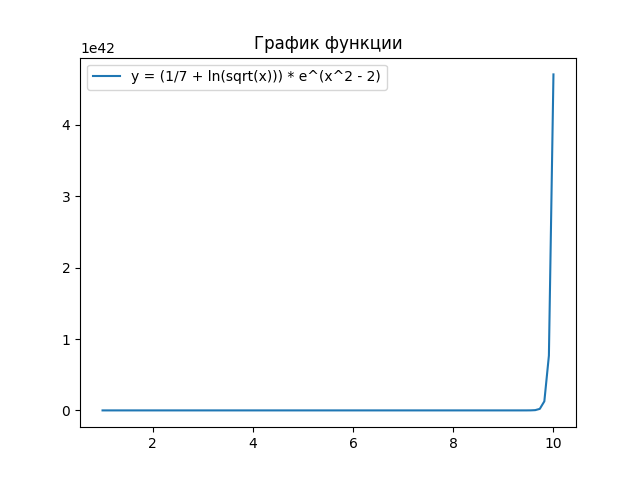 График функции
1e42
y = (1/7 + ln(sqrt(x))) * e^(x^2 - 2)
4
3
2
1
0
2 4 6 8 10